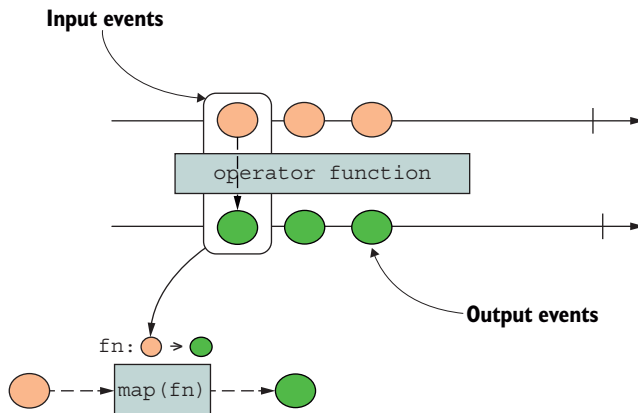 Input events
operator function
Output events
fn: >
map(fn)